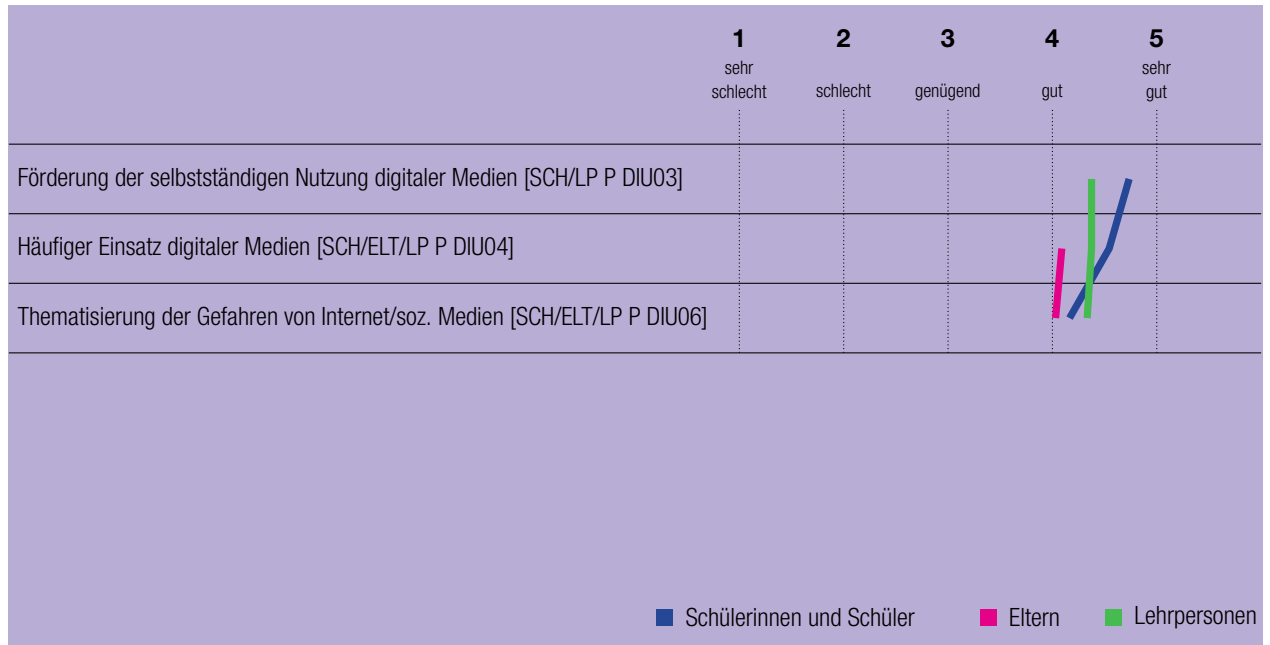 1 2 3 4 5
sehr sehr
schlecht schlecht genügend gut gut
Förderung der selbstständigen Nutzung digitaler Medien [SCH/LP P DIU03]
Häufiger Einsatz digitaler Medien [SCH/ELT/LP P DIU04]
Thematisierung der Gefahren von Internet/soz. Medien [SCH/ELT/LP P DIU06]
Schülerinnen und Schüler Eltern Lehrpersonen